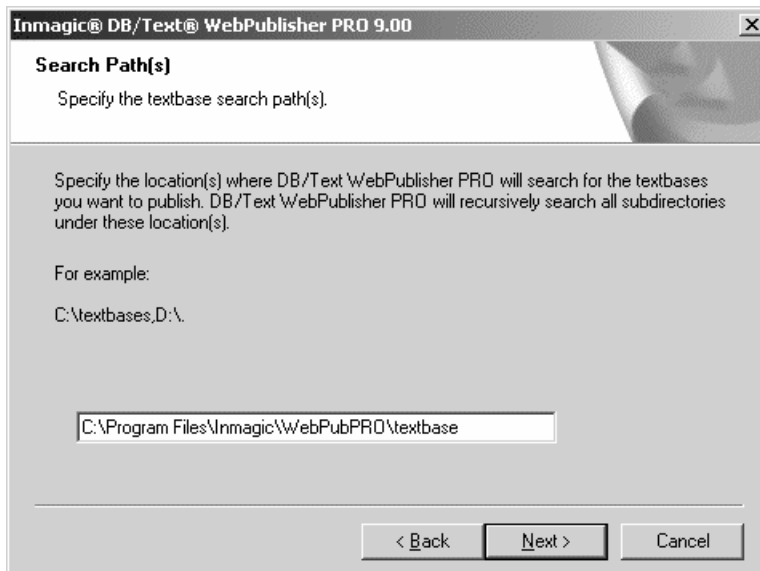 Inmagic® DB/Text® WebPublisher PRO 9.00
Search Path(s)
Specify the textbase search path(s).
Specify the location(s) where DB/Text WebPublisher PRO will search for the textbases
you want to publish. DB/Text WebPublisher PRO will recursively search all subdirectories
under these location(s).
For example:
C:\textbases,D:\.
C:\Program Files\Inmagic\WebPubPRO\textbase
< Back
Next >
Cancel